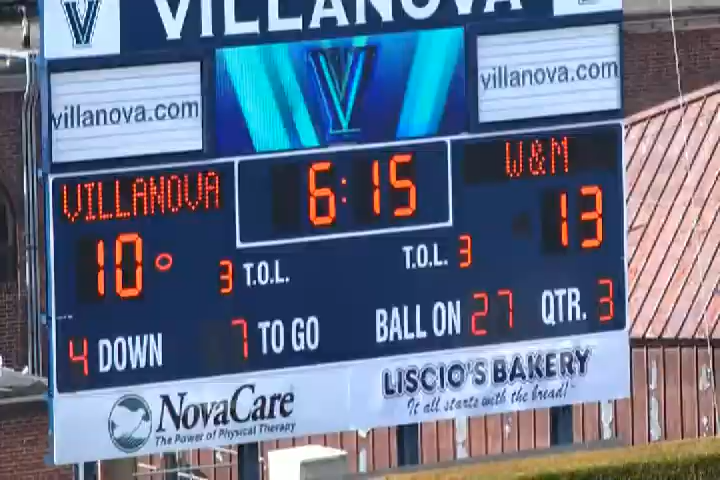 VILLANOVA
V
villanova.com
V
villanova.com
VILLANOVA
6:15
W&M
10
3 T.O.L.
T.O.L. 3
13
4 DOWN
7 TO GO
BALL ON 27
QTR. 3
NovaCare
The Power of Physical Therapy
LISCIO'S BAKERY
It all starts with the bread!